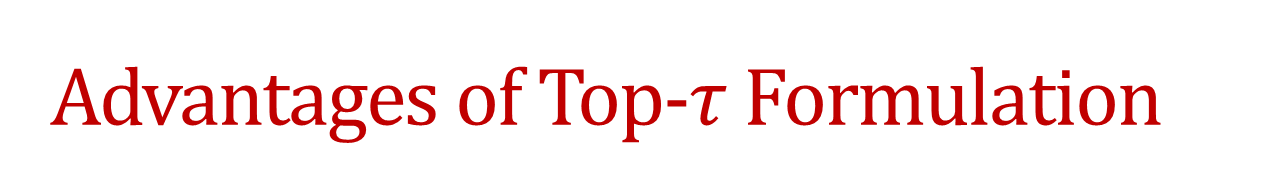 Advantages of Top-τ Formulation